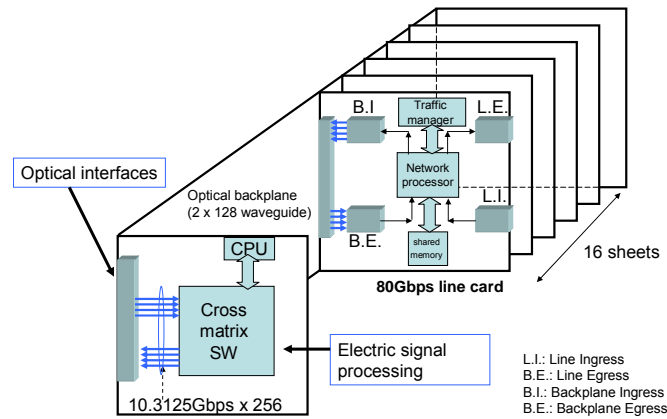 B.I
Traffic
manager
L.E.
Optical interfaces
Network
processor
Optical backplane
(2 x 128 waveguide)
L.I.
B.E.
shared
memory
16 sheets
CPU
80Gbps line card
Cross
matrix
SW
Electric signal
processing
10.3125Gbps x 256
L.I.: Line Ingress
B.E.: Line Egress
B.I.: Backplane Ingress
B.E.: Backplane Egress